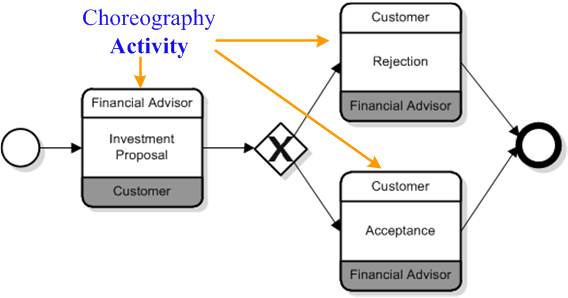 Choreography
Activity
Financial Advisor
Investment
Proposal
Customer
X
Customer
Rejection
Financial Advisor
Customer
Acceptance
Financial Advisor